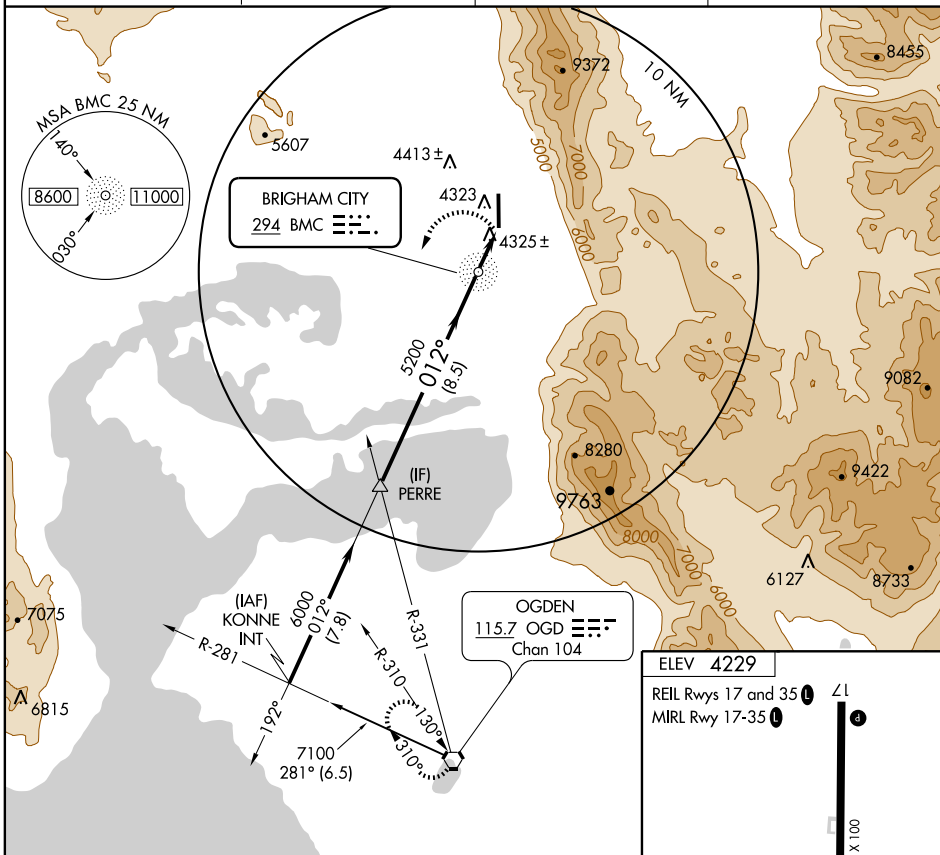 8455
9372
10 NM
MSA BMC 25 NM
140°
8600
11000
030°
5607
4413 ±
5000
7000
6000
BRIGHAM CITY
294 BMC
4323
4325 ±
5200
012°
(8.5)
9082
8280
9422
9763
(IF)
PERRE
8000
7000
6000
6127
8733
7075
(IAF)
KONNE
INT
6000
012°
(7.8)
R-281
R-331
R-310
OGDEN
115.7 OGD
Chan 104
6815
192°
130°
310°
7100
281° (6.5)
ELEV 4229
REIL Rwys 17 and 35 L
MIRL Rwy 17-35 L
17
P
X 100